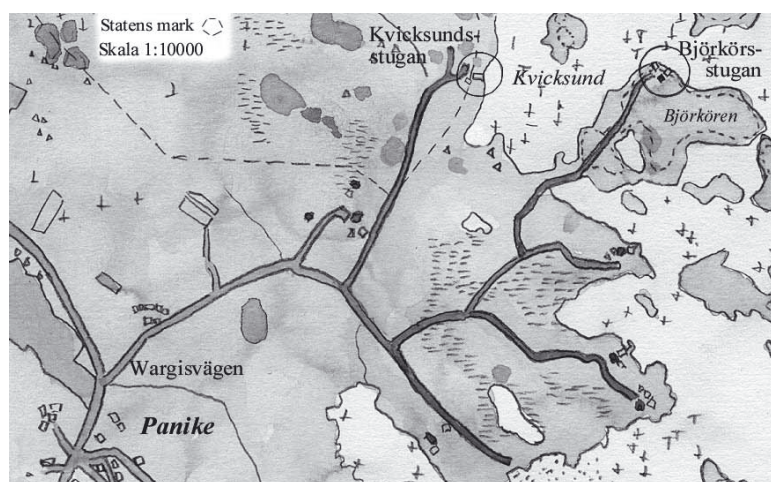 Statens mark
Skala 1:10000
Kvicksunds-
stugan
Kvicksund
Björkörs-
stugan
Björkören
Wargisvägen
Panike